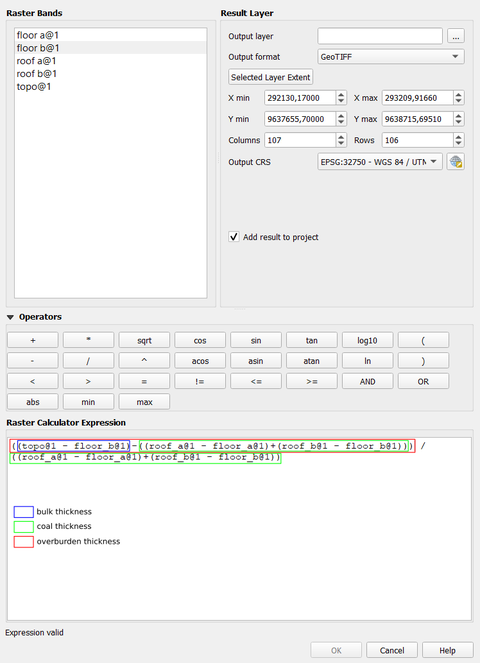 Raster Bands
floor a@1
floor b@1
roof a@1
roof b@1
topo@1
Result Layer
Output layer
...
Output format GeoTIFF
Selected Layer Extent
X min 292130,17000 X max 293209,91660
Y min 9637655,70000 Y max 9638715,69510
Columns 107 Rows 106
Output CRS EPSG:32750 - WGS 84 / UTN
Add result to project
Operators
+ * sqrt cos sin tan log10 (
- / ^ acos asin atan ln )
< > = != <= >= AND OR
abs min max
Raster Calculator Expression
((topo@1 - floor_b@1)-((roof_a@1 - floor_a@1)+(roof_b@1 - floor_b@1))) /
((roof_a@1 - floor_a@1)+(roof_b@1 - floor_b@1))
bulk thickness
coal thickness
overburden thickness
Expression valid
OK Cancel Help